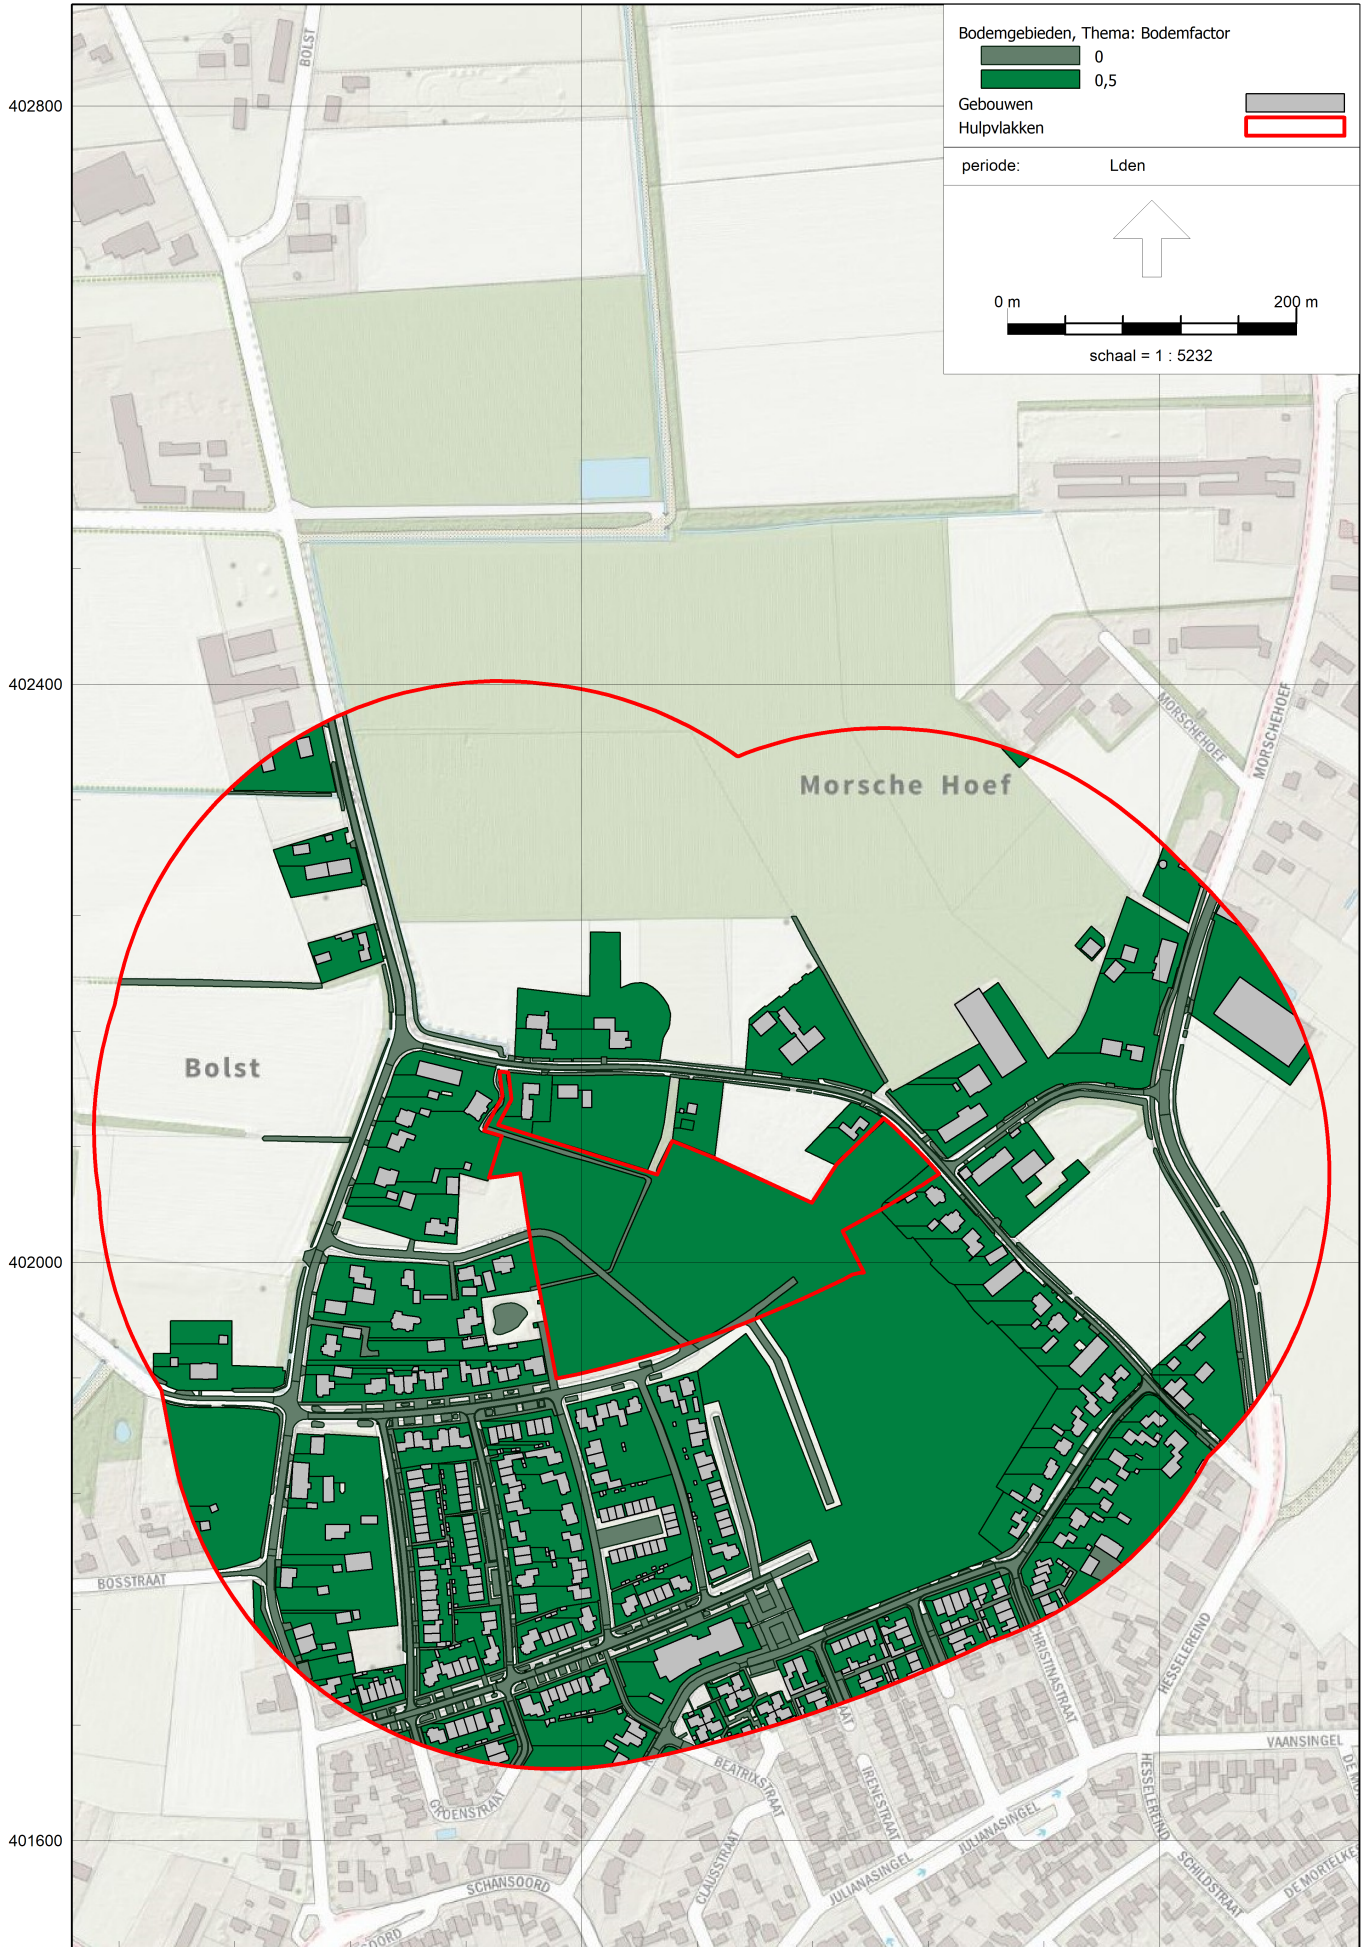 Bodemgebieden, Thema: Bodemfactor
0
0,5
Gebouwen
Hulpvlakken
periode: Lden
0 m 200 m
schaal = 1 : 5232
BOLST
402800
402400
MORSCHEHOEF
MORSCHEHOEF
Morsche Hoef
Bolst
402000
BOSSTRAAT
CHRISTINASTRAAT
HESSELEREIND
VAANSINGEL
BEATRIXSTRAAT
IRENESTRAAT
HESSELEREIND
GROENSTRAAT
JULIANASINGEL
401600
CLAUSSTRAAT
JULIANASINGEL
SCHILDSTRAAT
SCHANSOORD